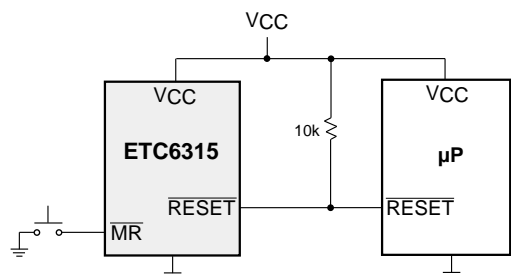 VCC
VCC
VCC
10k
ETC6315
µP
RESET
RESET
MR